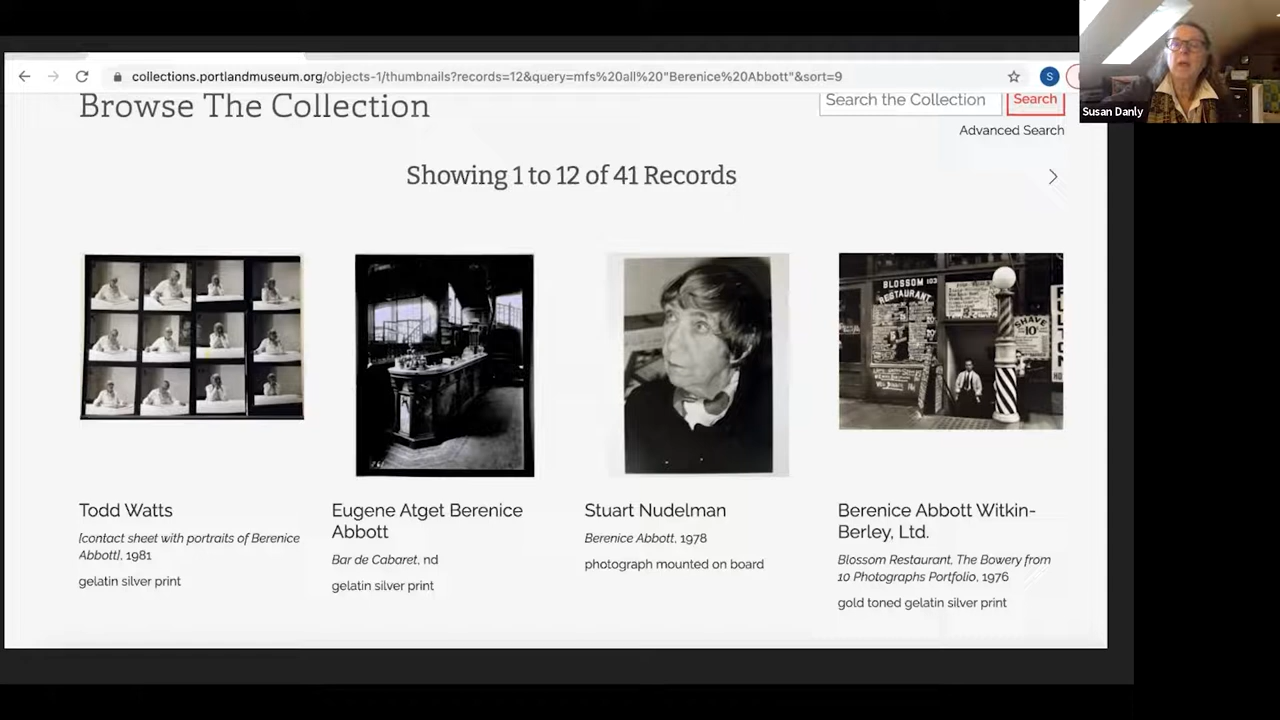 collections.portlandmuseum.org/objects-1/thumbnails?records=12&query=mfs%20all%20"Berenice%20Abbott"&sort=9
S
Susan Danly
Browse The Collection
Search the Collection
Search
Advanced Search
Showing 1 to 12 of 41 Records
BLOSSOM 103
RESTAURANT
SHAVE
10¢
Todd Watts
[contact sheet with portraits of Berenice
Abbott], 1981
gelatin silver print
Eugene Atget Berenice
Abbott
Bar de Cabaret, nd
gelatin silver print
Stuart Nudelman
Berenice Abbott, 1978
photograph mounted on board
Berenice Abbott Witkin-
Berley, Ltd.
Blossom Restaurant, The Bowery from
10 Photographs Portfolio, 1976
gold toned gelatin silver print